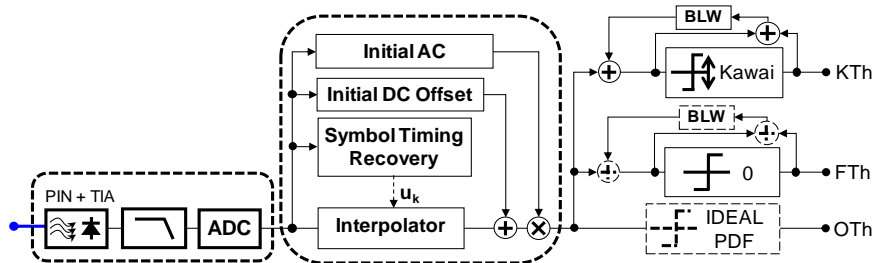 BLW
Initial AC
Kawai
KTh
Initial DC Offset
BLW
Symbol Timing
Recovery
0
FTh
PIN + TIA
uk
ADC
Interpolator
IDEAL
PDF
OTh